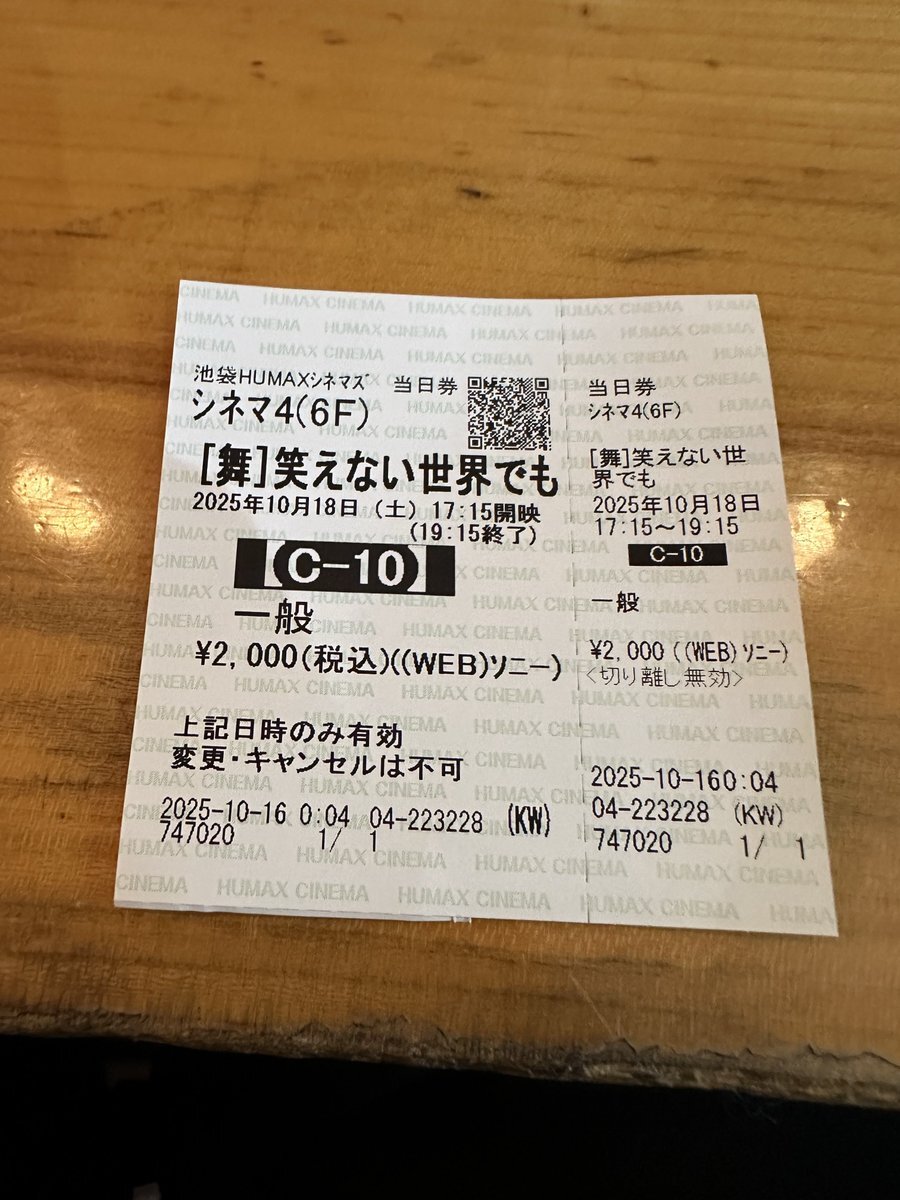 池袋HUMAXシネマズ 当日券
シネマ4(6F)
[舞]笑えない世界でも
2025年10月18日（土）17:15開映
(19:15終了)
C-10
一般
¥2,000(税込)((WEB)ソニー)
上記日時のみ有効
変更・キャンセルは不可
2025-10-16 0:04 04-223228 (KW)
747020 1/ 1
当日券
シネマ4(6F)
[舞]笑えない世
界でも
2025年10月18日
17:15～19:15
C-10
一般
¥2,000 ((WEB)ソニー)
<切り離し無効>
2025-10-16 0:04
04-223228 (KW)
747020 1/ 1
HUMAX CINEMA